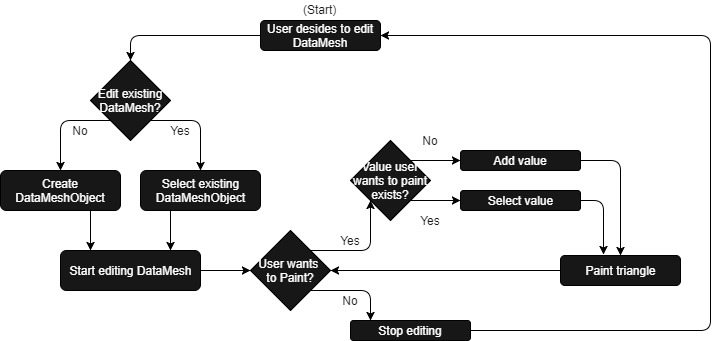 (Start)
User desides to edit
DataMesh
Edit existing
DataMesh?
No
Yes
Create
DataMeshObject
Select existing
DataMeshObject
Start editing DataMesh
User wants
to Paint?
Yes
No
Value user
wants to paint
exists?
No
Yes
Add value
Select value
Paint triangle
Stop editing